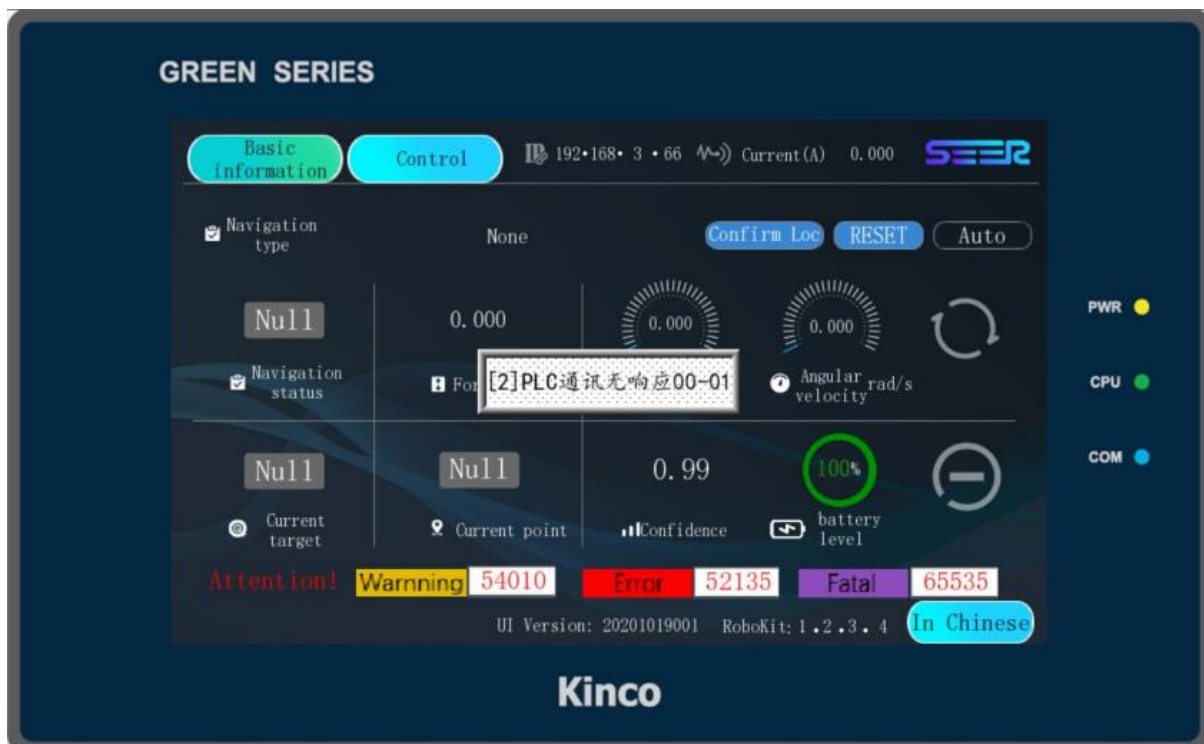 GREEN SERIES
Basic information
Control
192•168• 3 • 66
Current(A) 0.000
SEER
Navigation type
None
Confirm Loc
RESET
Auto
Null
0.000
0.000
0.000
PWR
Navigation status
For
[2]PLC通讯无响应00-01
Angular velocity rad/s
CPU
Null
Null
0.99
100%
COM
Current target
Current point
Confidence
battery level
Attention!
Warnning 54010
Error 52135
Fatal 65535
UI Version: 20201019001
RoboKit: 1.2.3.4
In Chinese
Kinco